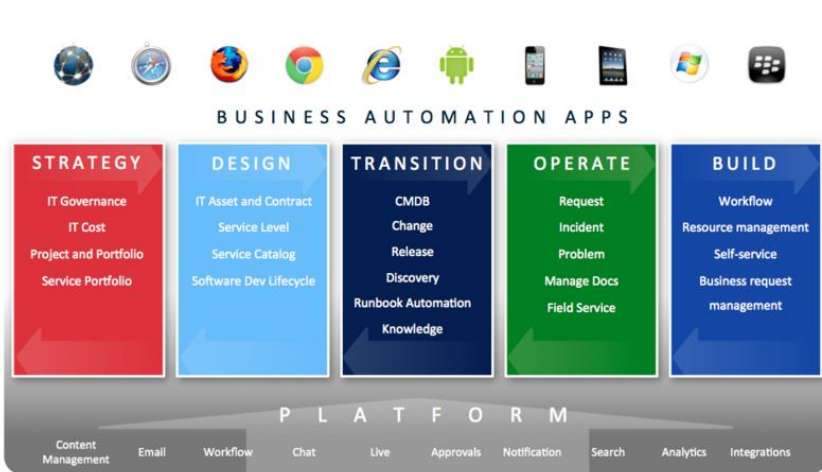 BUSINESS AUTOMATION APPS
STRATEGY
IT Governance
IT Cost
Project and Portfolio
Service Portfolio
DESIGN
IT Asset and Contract
Service Level
Service Catalog
Software Dev Lifecycle
TRANSITION
CMDB
Change
Release
Discovery
Runbook Automation
Knowledge
OPERATE
Request
Incident
Problem
Manage Docs
Field Service
BUILD
Workflow
Resource management
Self-service
Business request
management
PLATFORM
Content
Management
Email
Workflow
Chat
Live
Approvals
Notification
Search
Analytics
Integrations